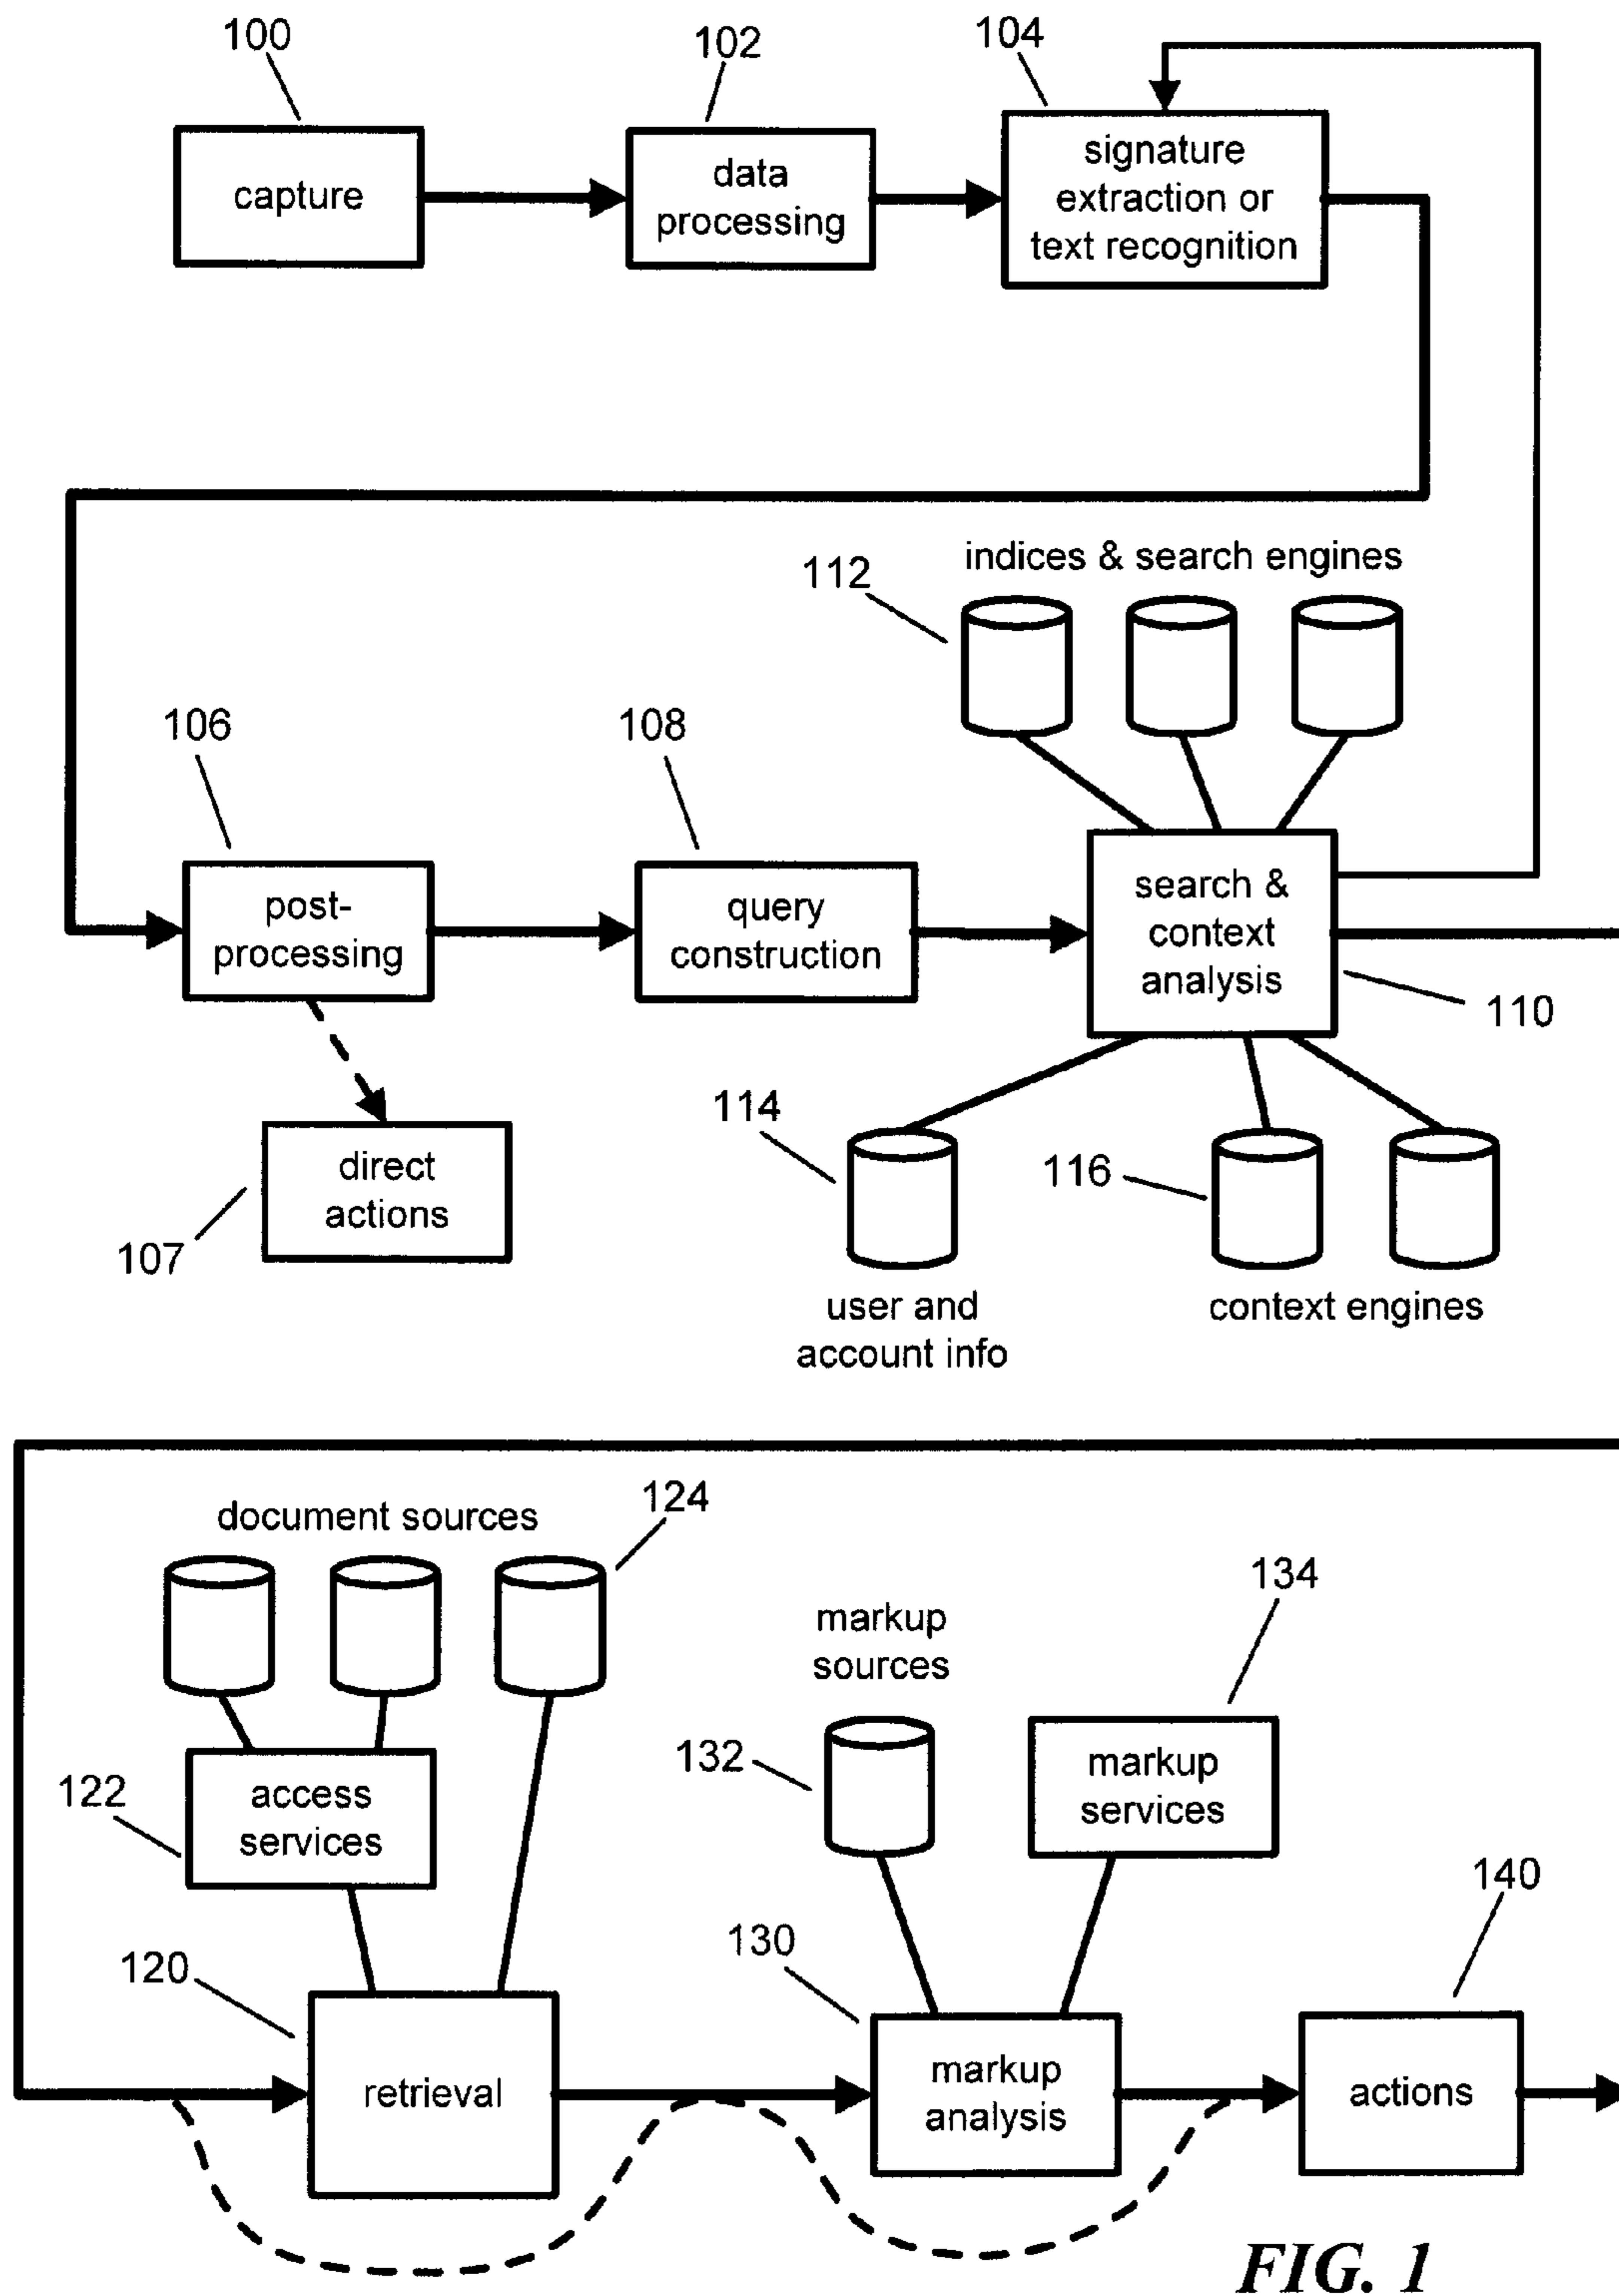 100
102
104
capture
data
processing
signature
extraction or
text recognition
indices & search engines
112
106
108
post-
processing
query
construction
search &
context
analysis
110
114
116
direct
actions
107
user and
account info
context engines
document sources
124
134
markup
sources
132
markup
services
122
access
services
140
130
120
retrieval
markup
analysis
actions
FIG. 1